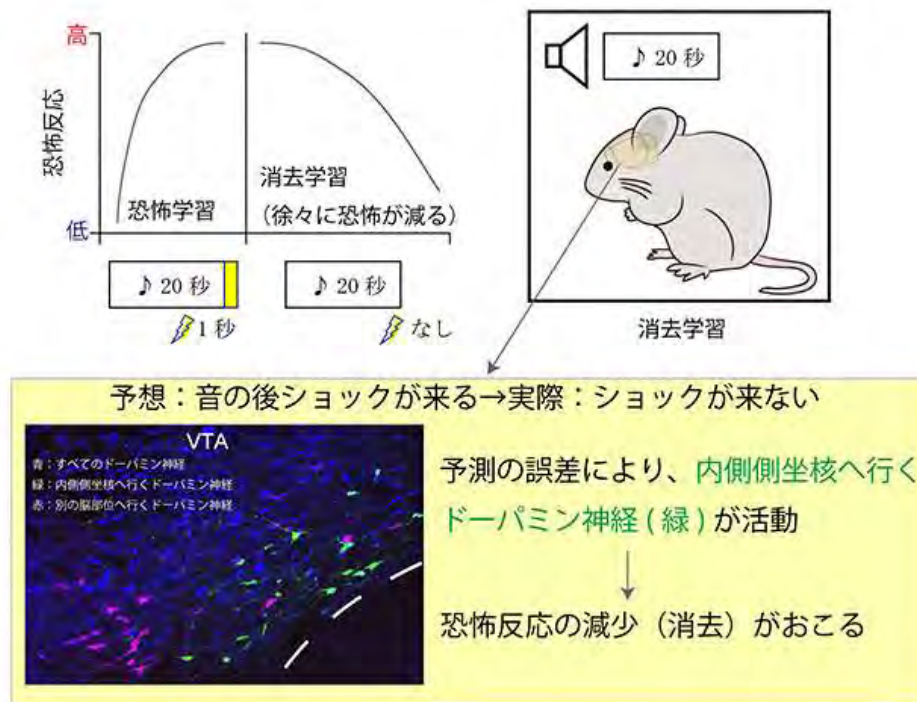 高
恐怖反応
低
恐怖学習
消去学習
(徐々に恐怖が減る)
♪ 20 秒
1 秒
♪ 20 秒
なし
♪ 20 秒
消去学習
予想：音の後ショックが来る→実際：ショックが来ない
VTA
青：すべてのドーパミン神経
緑：内側側坐核へ行くドーパミン神経
赤：別の脳部位へ行くドーパミン神経
予測の誤差により、内側側坐核へ行く
ドーパミン神経 ( 緑 ) が活動
恐怖反応の減少（消去）がおこる